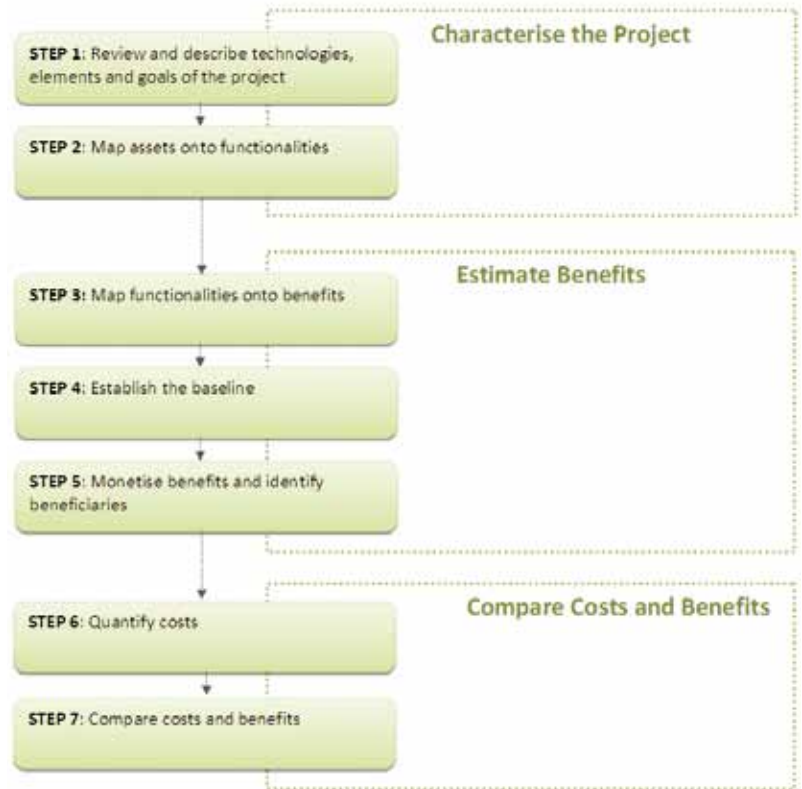 Characterise the Project
STEP 1: Review and describe technologies,
elements and goals of the project
STEP 2: Map assets onto functionalities
Estimate Benefits
STEP 3: Map functionalities onto benefits
STEP 4: Establish the baseline
STEP 5: Monetise benefits and identify
beneficiaries
Compare Costs and Benefits
STEP 6: Quantify costs
STEP 7: Compare costs and benefits